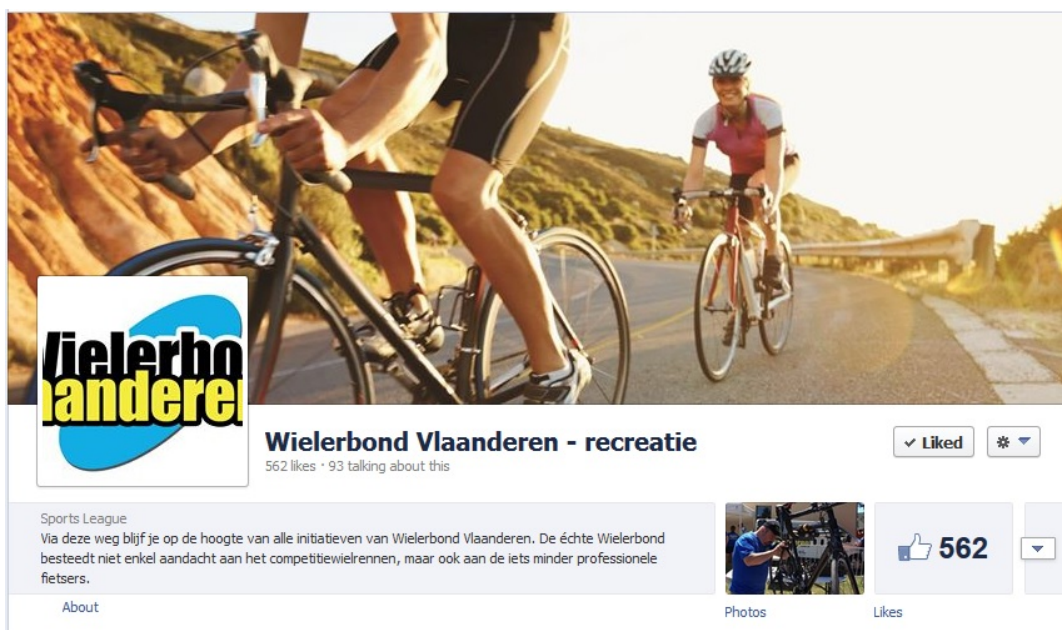 ielerbo
landere
Wielerbond Vlaanderen - recreatie
562 likes · 93 talking about this
✓ Liked
Sports League
Via deze weg blijf je op de hoogte van alle initiatieven van Wielerbond Vlaanderen. De échte Wielerbond
besteedt niet enkel aandacht aan het competitiewielrennen, maar ook aan de iets minder professionele
fietsers.
562
About
Photos
Likes